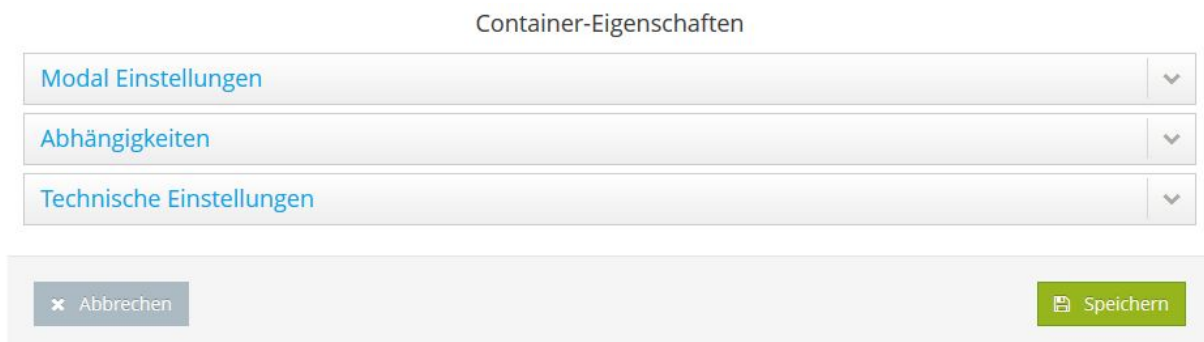 Container-Eigenschaften
Modal Einstellungen
Abhängigkeiten
Technische Einstellungen
Abbrechen
Speichern